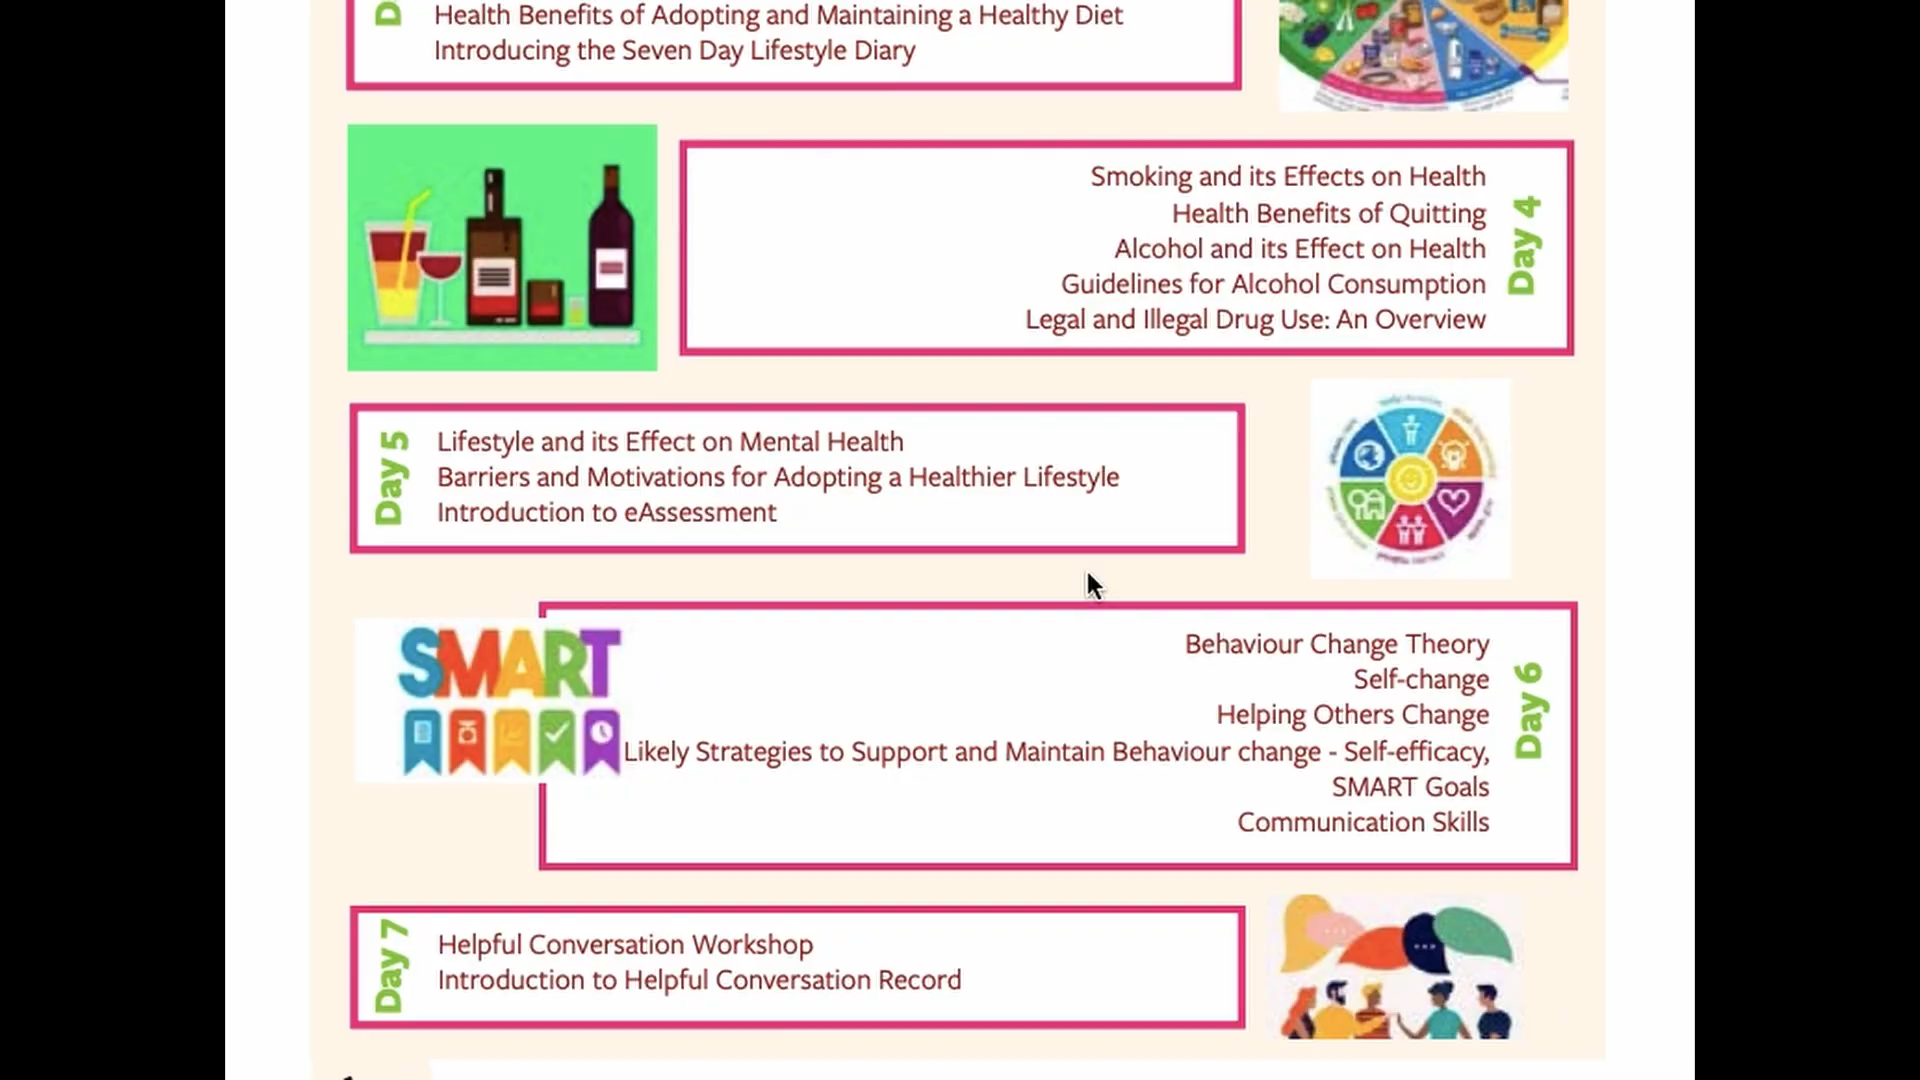 Health Benefits of Adopting and Maintaining a Healthy Diet
Introducing the Seven Day Lifestyle Diary
Smoking and its Effects on Health
Health Benefits of Quitting
Alcohol and its Effect on Health
Guidelines for Alcohol Consumption
Legal and Illegal Drug Use: An Overview
Day 4
Day 5
Lifestyle and its Effect on Mental Health
Barriers and Motivations for Adopting a Healthier Lifestyle
Introduction to eAssessment
SMART
Behaviour Change Theory
Self-change
Helping Others Change
Likely Strategies to Support and Maintain Behaviour change - Self-efficacy,
SMART Goals
Communication Skills
Day 6
Day 7
Helpful Conversation Workshop
Introduction to Helpful Conversation Record